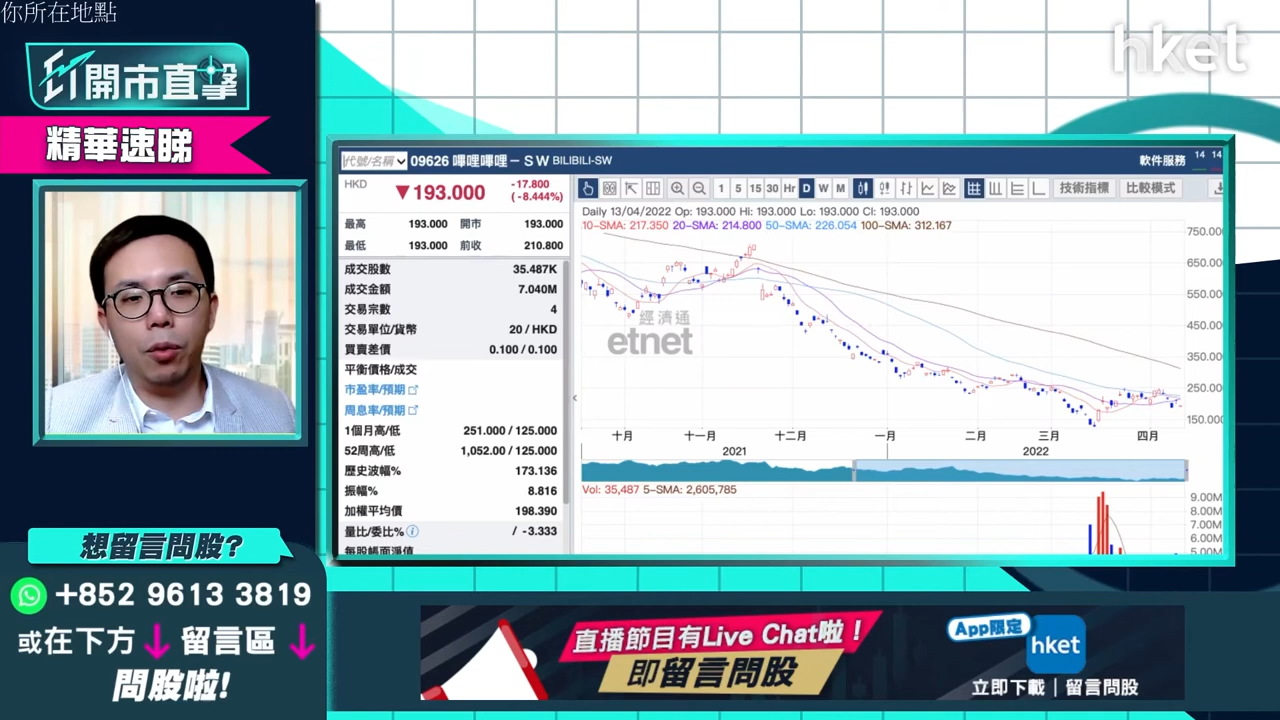 你所在地點
開市直擊
精華速睇
hket
代號/名稱 09626 嗶哩嗶哩－ＳＷ BILIBILI-SW 軟件服務
HKD ▼193.000 -17.800 (-8.444%)
最高 193.000 開市 193.000
最低 193.000 前收 210.800
成交股數 35.487K
成交金額 7.040M
交易宗數 4
交易單位/貨幣 20 / HKD
買賣差價 0.100 / 0.100
平衡價格/成交
市盈率/預期
周息率/預期
1個月高/低 251.000 / 125.000
52周高/低 1,052.00 / 125.000
歷史波幅% 173.136
振幅% 8.816
加權平均價 198.390
量比/委比% / -3.333
每股帳面淨值
1 5 15 30 Hr D W M 技術指標 比較模式
Daily 13/04/2022 Op: 193.000 Hi: 193.000 Lo: 193.000 Cl: 193.000
10-SMA: 217.350 20-SMA: 214.800 50-SMA: 226.054 100-SMA: 312.167
750.00
650.00
550.00
450.00
350.00
250.00
150.00
經濟通
etnet
十月 十一月 十二月 一月 二月 三月 四月
2021 2022
Vol: 35,487 5-SMA: 2,605,785
9.00M
8.00M
7.00M
6.00M
5.00M
想留言問股?
+852 9613 3819
或在下方↓留言區↓
問股啦!
直播節目有Live Chat啦！
即留言問股
App限定
hket
立即下載｜留言問股